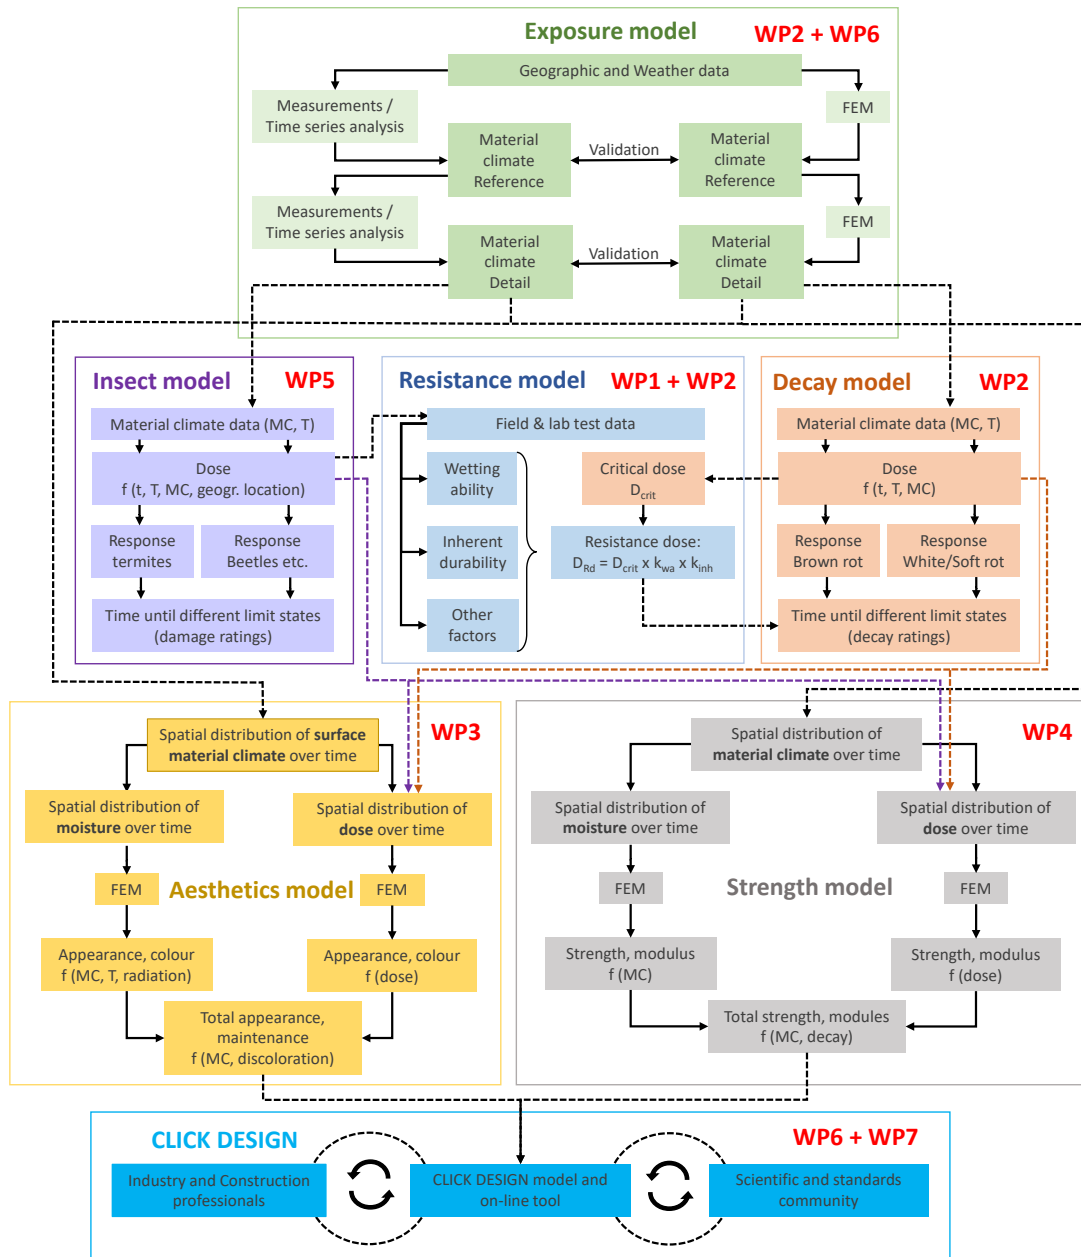 Exposure model
WP2 + WP6
Geographic and Weather data
Measurements /
Time series analysis
FEM
Material
climate
Reference
Validation
Material
climate
Reference
Measurements /
Time series analysis
FEM
Material
climate
Detail
Validation
Material
climate
Detail
Insect model
WP5
Material climate data (MC, T)
Dose
f (t, T, MC, geogr. location)
Response
termites
Response
Beetles etc.
Time until different limit states
(damage ratings)
Resistance model
WP1 + WP2
Field & lab test data
Wetting
ability
Inherent
durability
Other
factors
Critical dose
D_crit
Resistance dose:
D_Rd = D_crit x k_wa x k_inh
Decay model
WP2
Material climate data (MC, T)
Dose
f (t, T, MC)
Response
Brown rot
Response
White/Soft rot
Time until different limit states
(decay ratings)
WP3
Spatial distribution of surface
material climate over time
Spatial distribution of
moisture over time
Spatial distribution of
dose over time
FEM
Aesthetics model
FEM
Appearance, colour
f (MC, T, radiation)
Appearance, colour
f (dose)
Total appearance,
maintenance
f (MC, discoloration)
WP4
Spatial distribution of
material climate over time
Spatial distribution of
moisture over time
Spatial distribution of
dose over time
FEM
Strength model
FEM
Strength, modulus
f (MC)
Strength, modulus
f (dose)
Total strength, modules
f (MC, decay)
CLICK DESIGN
WP6 + WP7
Industry and Construction
professionals
CLICK DESIGN model and
on-line tool
Scientific and standards
community